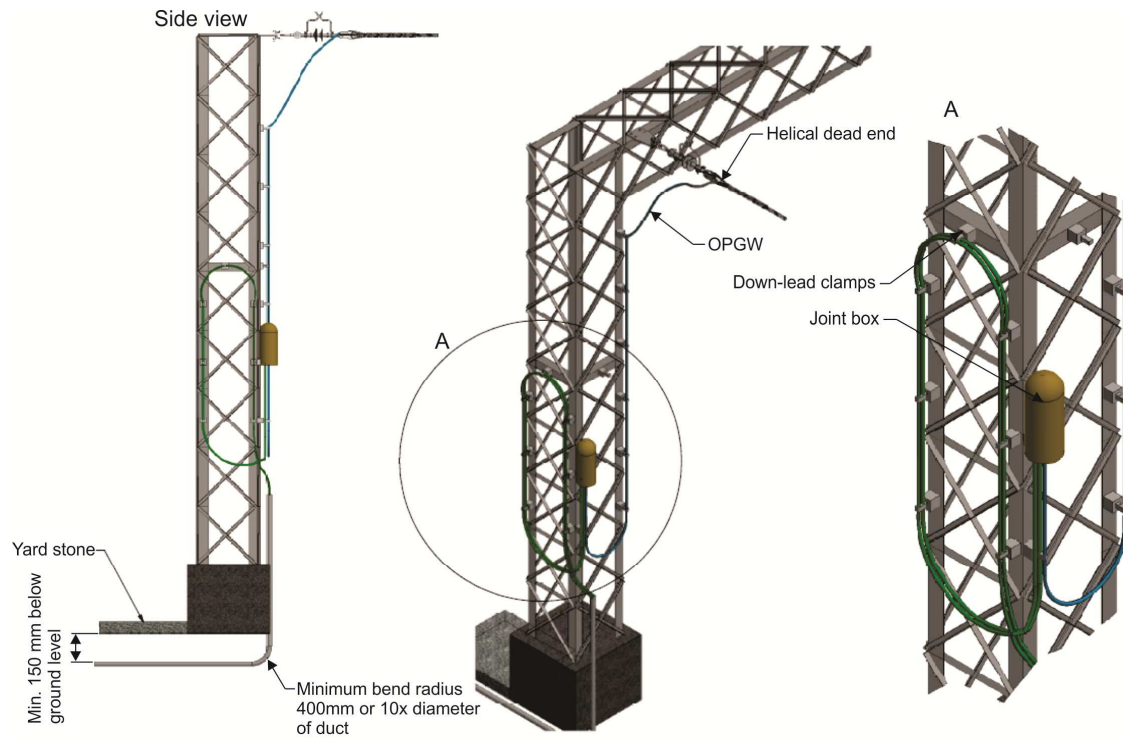 Side view
Helical dead end
OPGW
A
A
Down-lead clamps
Joint box
Yard stone
Min. 150 mm below
ground level
Minimum bend radius
400mm or 10x diameter
of duct